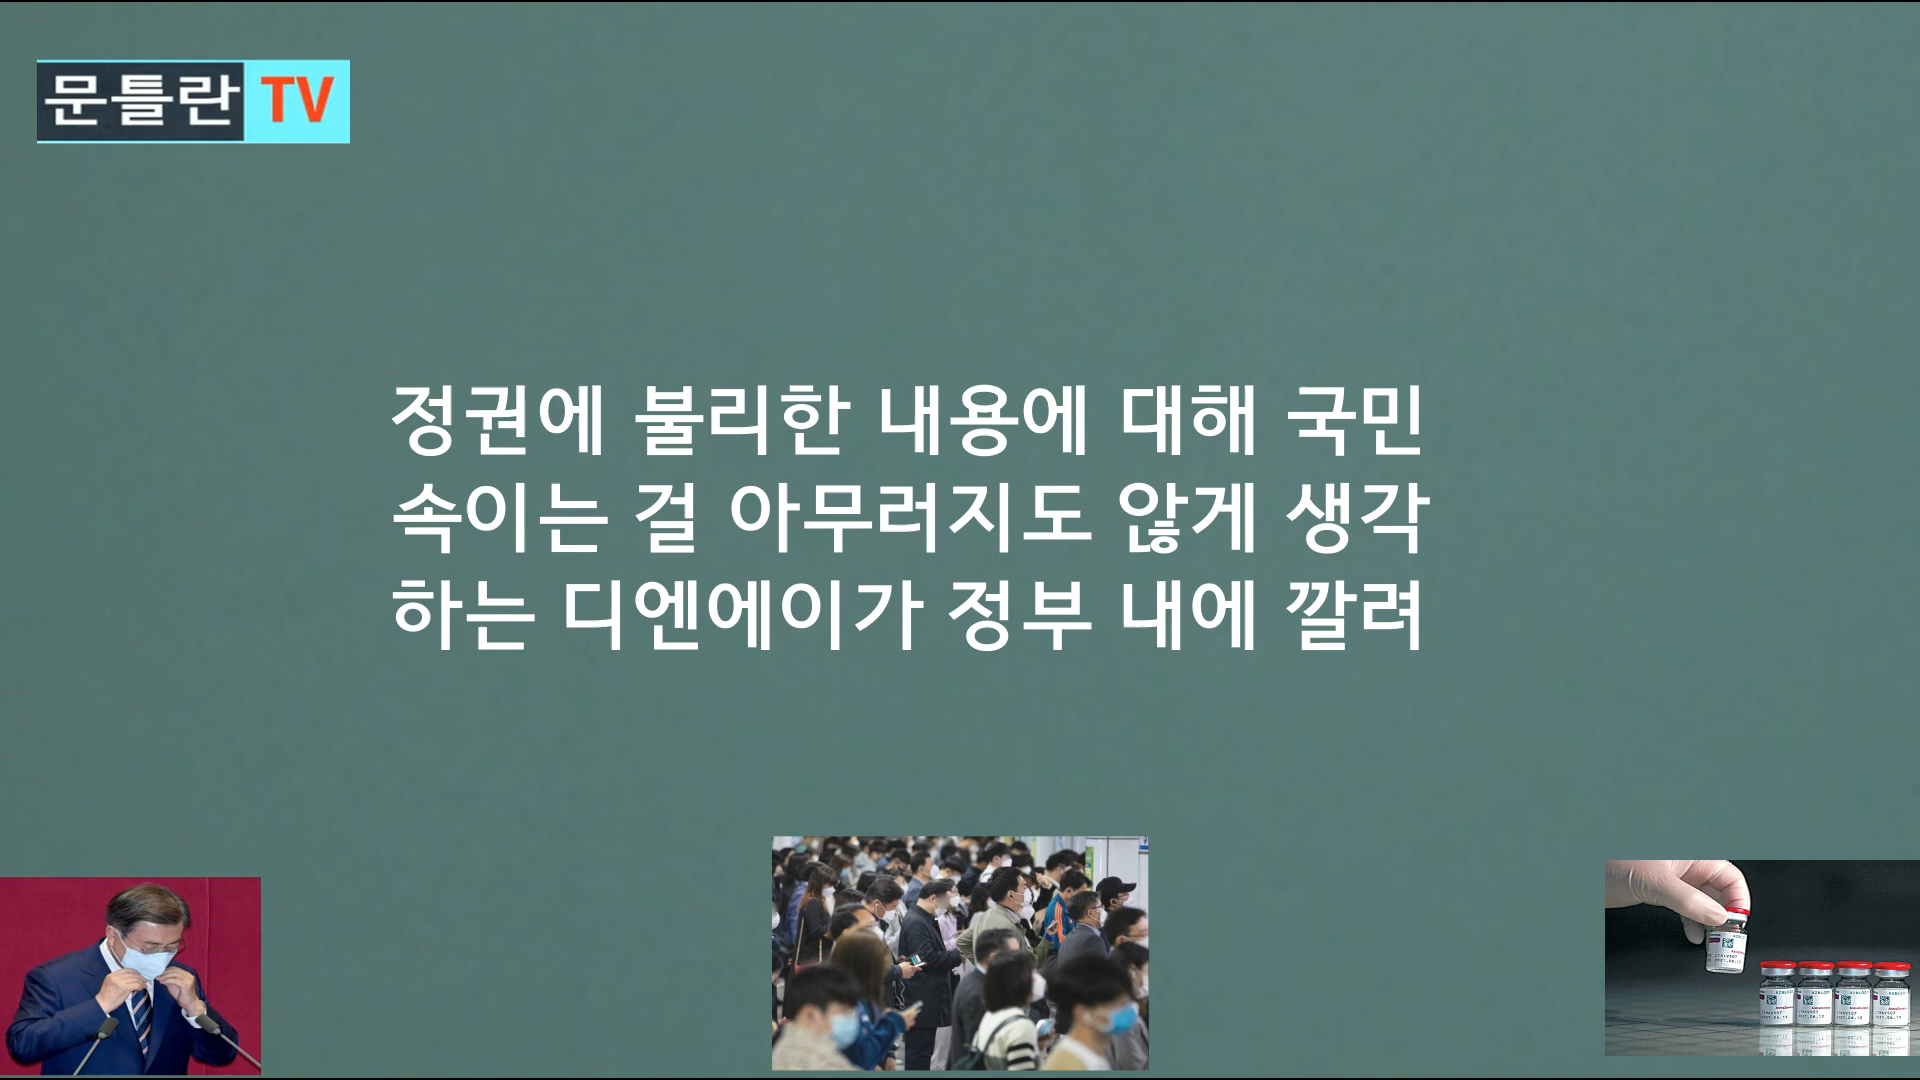 문틀란 TV
정권에 불리한 내용에 대해 국민
속이는 걸 아무러지도 않게 생각
하는 디엔에이가 정부 내에 깔려